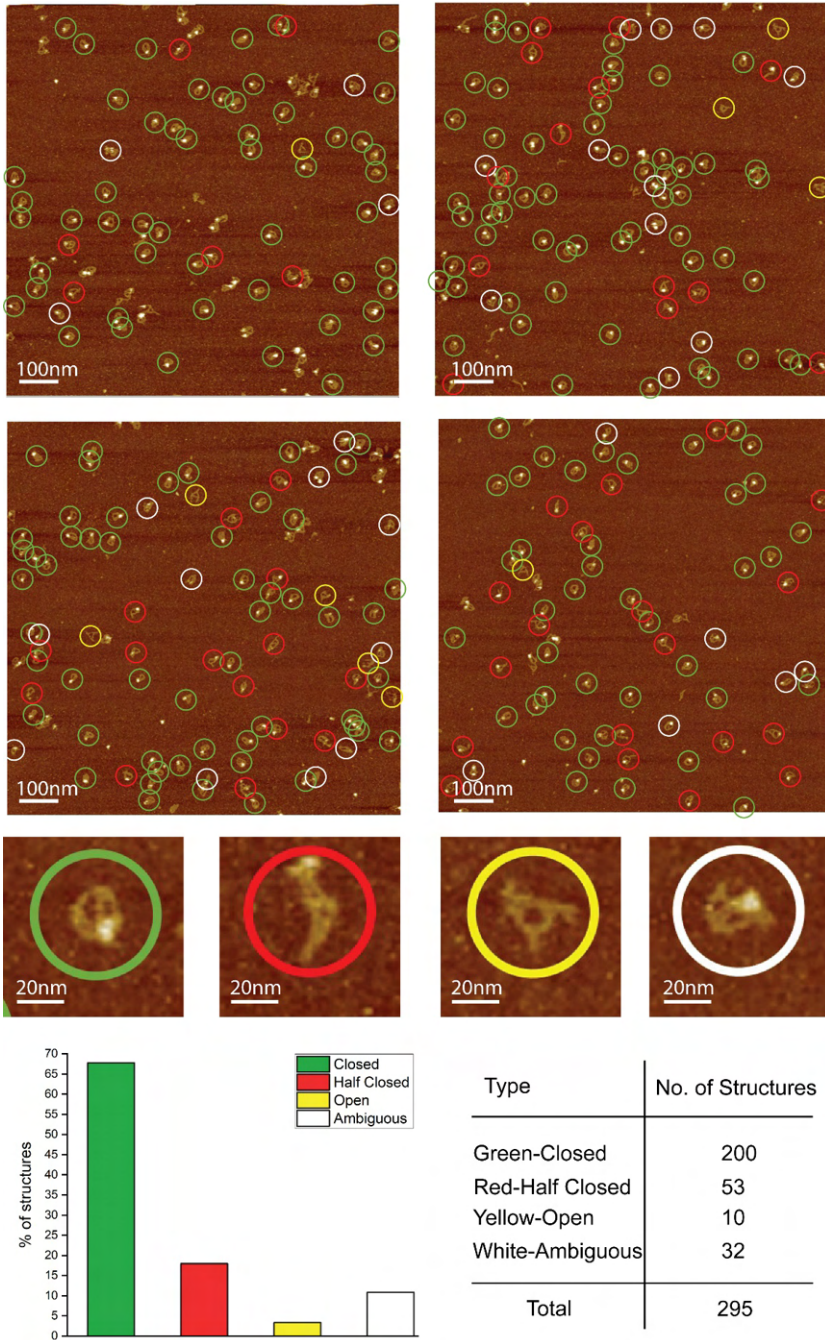 100nm
100nm
100nm
100nm
20nm
20nm
20nm
20nm
70
65
60
55
50
45
40
35
30
25
20
15
10
5
0
% of structures
Closed
Half Closed
Open
Ambiguous
Type No. of Structures
Green-Closed 200
Red-Half Closed 53
Yellow-Open 10
White-Ambiguous 32
Total 295